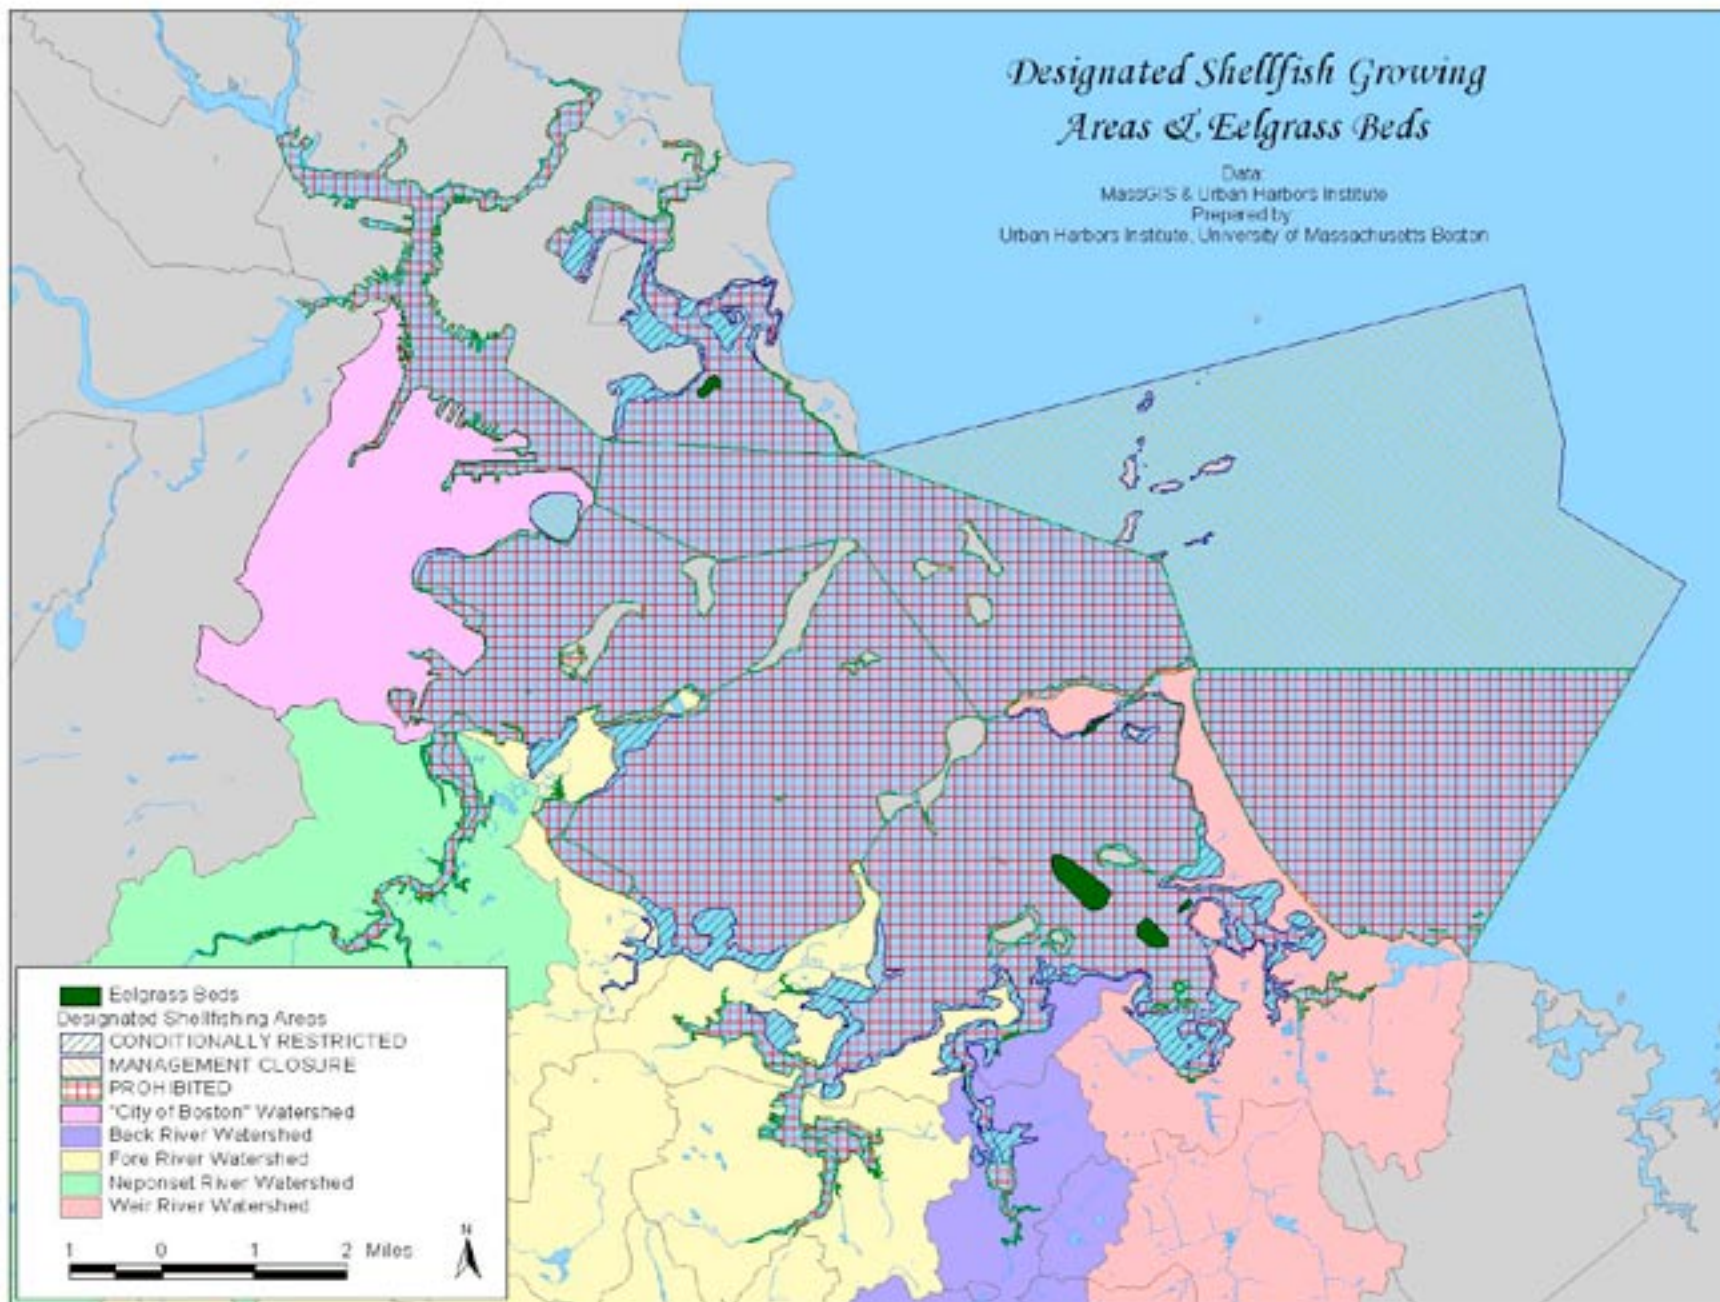 Designated Shellfish Growing
Areas & Eelgrass Beds
Data:
MassGIS & Urban Harbors Institute
Prepared by
Urban Harbors Institute, University of Massachusetts Boston
Eelgrass Beds
Designated Shellfishing Areas
CONDITIONALLY RESTRICTED
MANAGEMENT CLOSURE
PROHIBITED
"City of Boston" Watershed
Back River Watershed
Fore River Watershed
Neponset River Watershed
Weir River Watershed
1 0 1 2 Miles
N